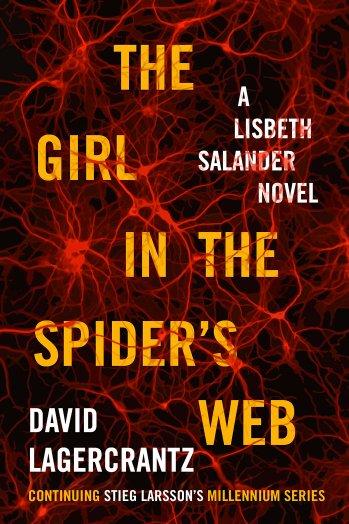 THE
A
LISBETH
GIRL
SALANDER
NOVEL
IN THE
SPIDER'S
DAVID
WEB
LAGERCRANTZ
CONTINUING STIEG LARSSON'S MILLENNIUM SERIES